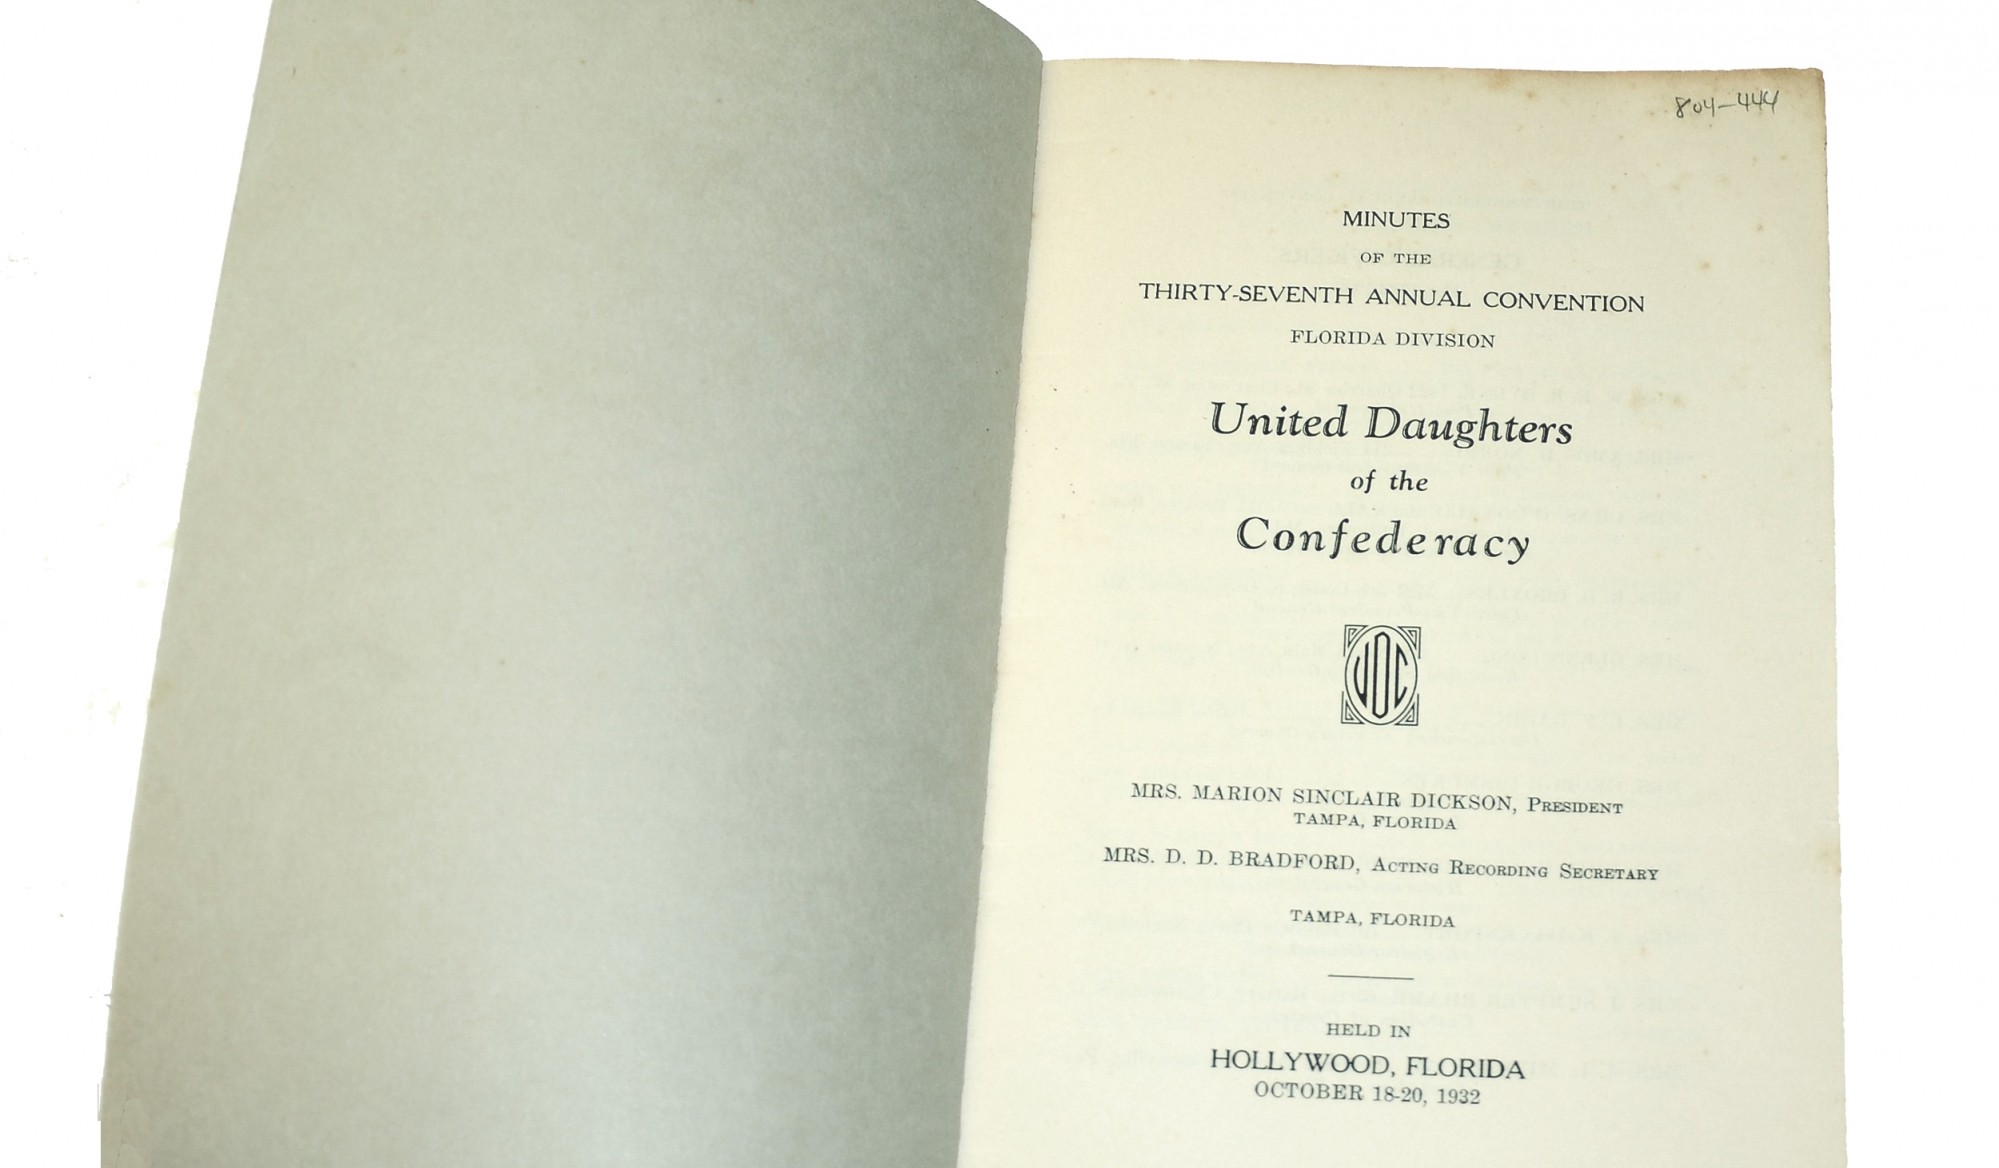 804-444
MINUTES
OF THE
THIRTY-SEVENTH ANNUAL CONVENTION
FLORIDA DIVISION
United Daughters
of the
Confederacy
UDC
MRS. MARION SINCLAIR DICKSON, PRESIDENT
TAMPA, FLORIDA
MRS. D. D. BRADFORD, ACTING RECORDING SECRETARY
TAMPA, FLORIDA
HELD IN
HOLLYWOOD, FLORIDA
OCTOBER 18-20, 1932